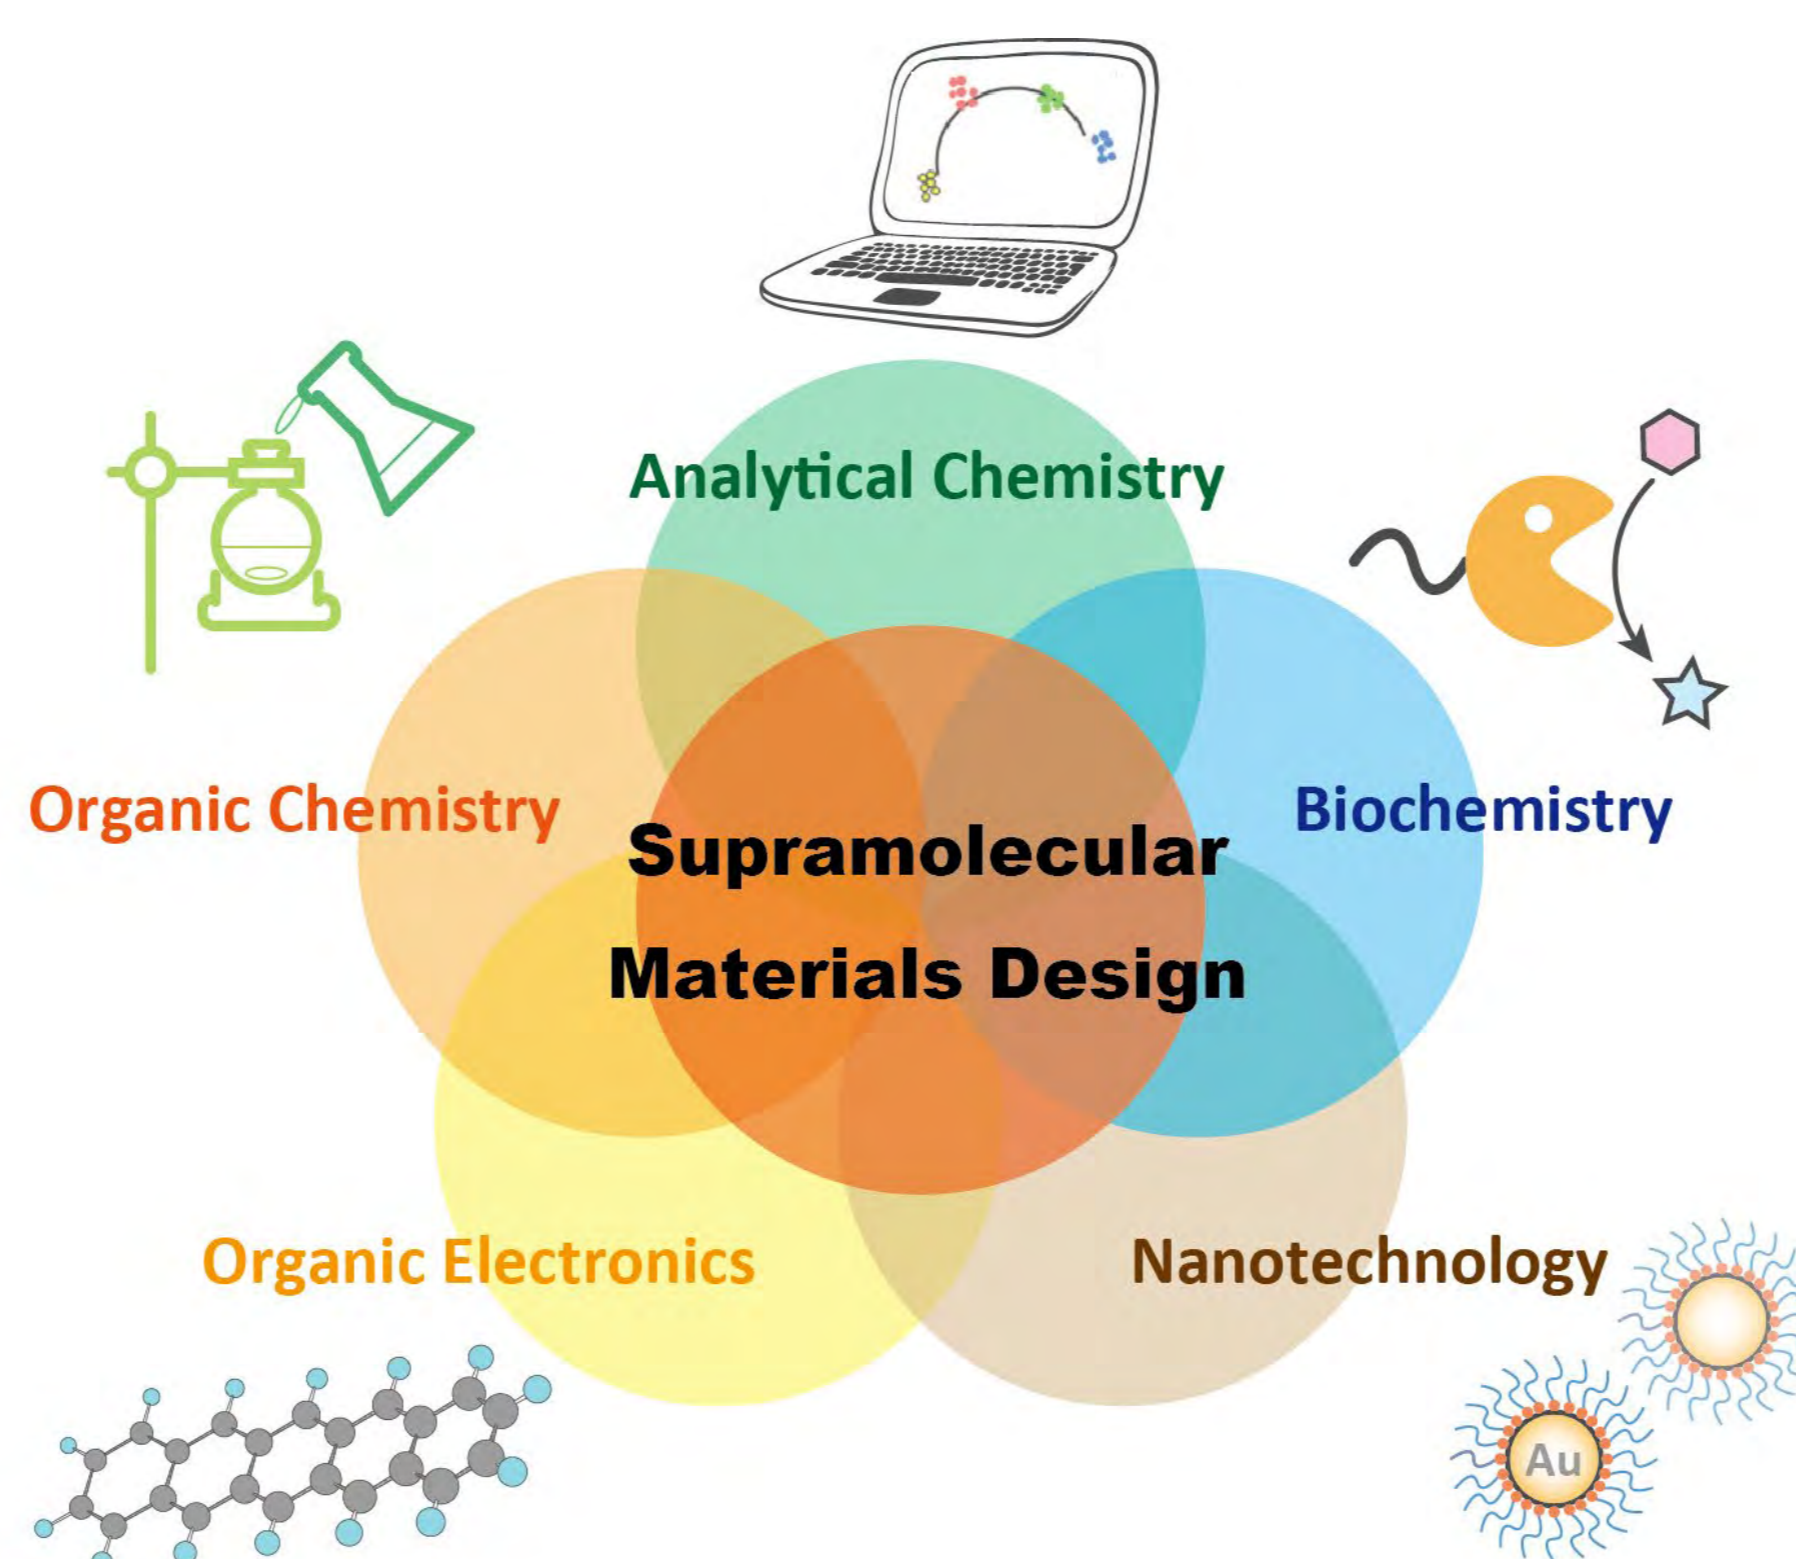 Analytical Chemistry
Organic Chemistry
Biochemistry
Supramolecular
Materials Design
Organic Electronics
Nanotechnology
Au